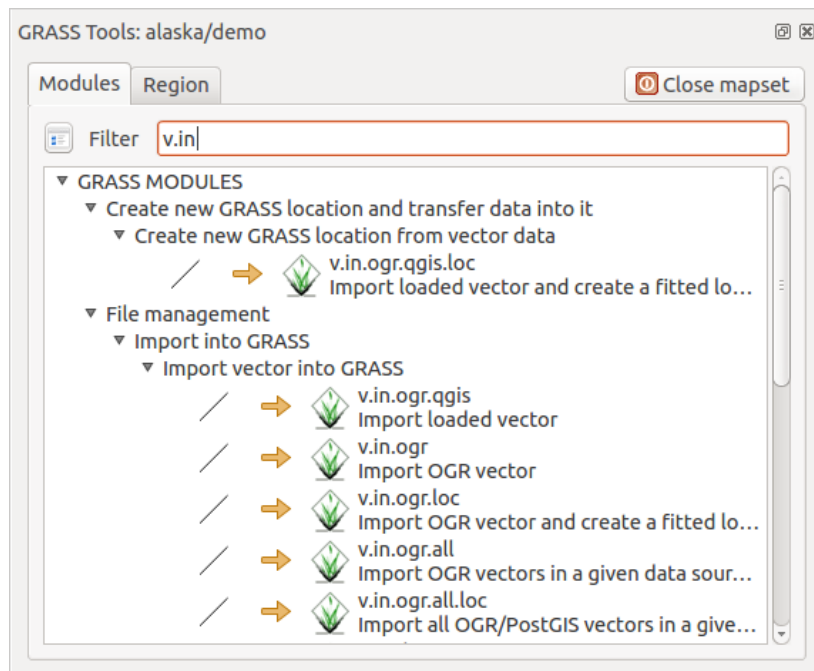 GRASS Tools: alaska/demo
Modules
Region
Close mapset
Filter
v.in
GRASS MODULES
Create new GRASS location and transfer data into it
Create new GRASS location from vector data
v.in.ogr.qgis.loc
Import loaded vector and create a fitted lo...
File management
Import into GRASS
Import vector into GRASS
v.in.ogr.qgis
Import loaded vector
v.in.ogr
Import OGR vector
v.in.ogr.loc
Import OGR vector and create a fitted lo...
v.in.ogr.all
Import OGR vectors in a given data sour...
v.in.ogr.all.loc
Import all OGR/PostGIS vectors in a give...